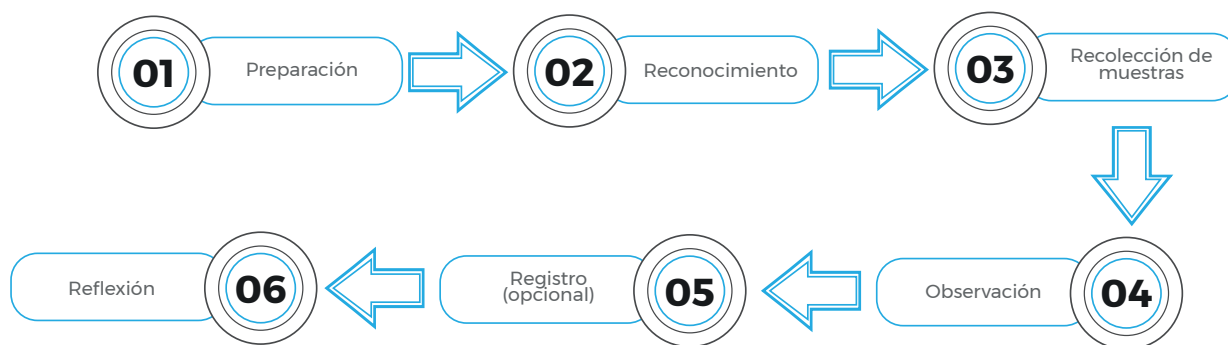 01
Preparación
02
Reconocimiento
03
Recolección de
muestras
04
Observación
05
Registro
(opcional)
06
Reflexión